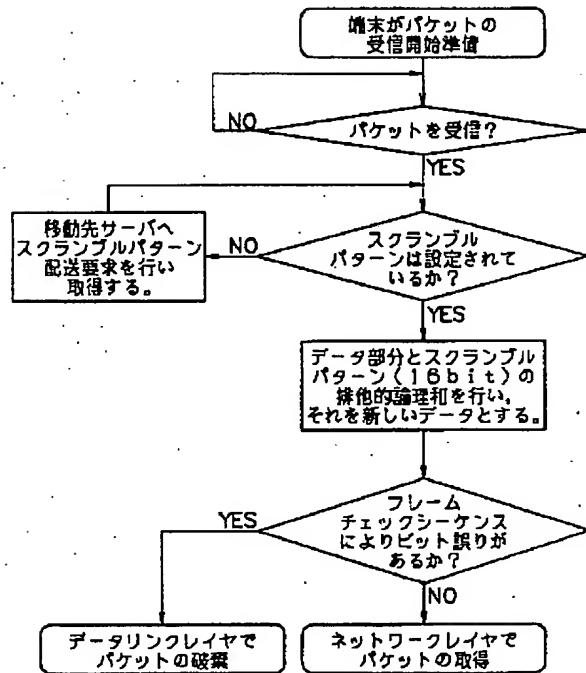 端末がパケットの
受信開始準備
NO
パケットを受信?
YES
移動先サーバへ
スクランブルパターン
配送要求を行い
取得する。
NO
スクランブル
パターンは設定されて
いるか?
YES
データ部分とスクランブル
パターン(16bit)の
排他的論理和を行い,
それを新しいデータとする。
YES
フレーム
チェックシーケンス
によりビット誤りが
あるか?
NO
データリンクレイヤで
パケットの破棄
ネットワークレイヤで
パケットの取得